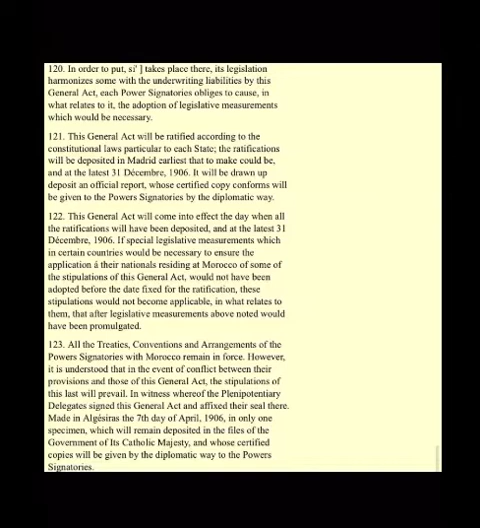 120. In order to put, si' ] takes place there, its legislation
harmonizes some with the underwriting liabilities by this
General Act, each Power Signatories obliges to cause, in
what relates to it, the adoption of legislative measurements
which would be necessary.
121. This General Act will be ratified according to the
constitutional laws particular to each State; the ratifications
will be deposited in Madrid earliest that to make could be,
and at the latest 31 Décembre, 1906. It will be drawn up
deposit an official report, whose certified copy conforms will
be given to the Powers Signatories by the diplomatic way.
122. This General Act will come into effect the day when all
the ratifications will have been deposited, and at the latest 31
Décembre, 1906. If special legislative measurements which
in certain countries would be necessary to ensure the
application á their nationals residing at Morocco of some of
the stipulations of this General Act, would not have been
adopted before the date fixed for the ratification, these
stipulations would not become applicable, in what relates to
them, that after legislative measurements above noted would
have been promulgated.
123. All the Treaties, Conventions and Arrangements of the
Powers Signatories with Morocco remain in force. However,
it is understood that in the event of conflict between their
provisions and those of this General Act, the stipulations of
this last will prevail. In witness whereof the Plenipotentiary
Delegates signed this General Act and affixed their seal there.
Made in Algésiras the 7th day of April, 1906, in only one
specimen, which will remain deposited in the files of the
Government of Its Catholic Majesty, and whose certified
copies will be given by the diplomatic way to the Powers
Signatories.